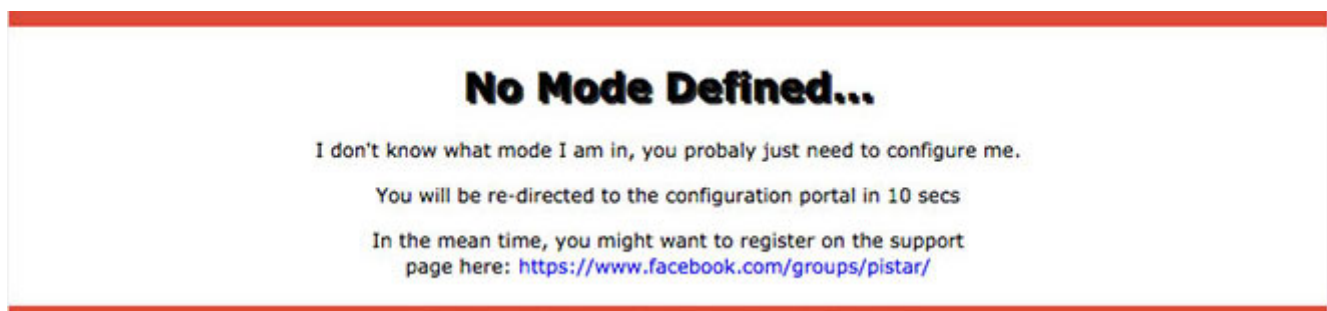 No Mode Defined...
I don't know what mode I am in, you probaly just need to configure me.
You will be re-directed to the configuration portal in 10 secs
In the mean time, you might want to register on the support
page here: https://www.facebook.com/groups/pistar/